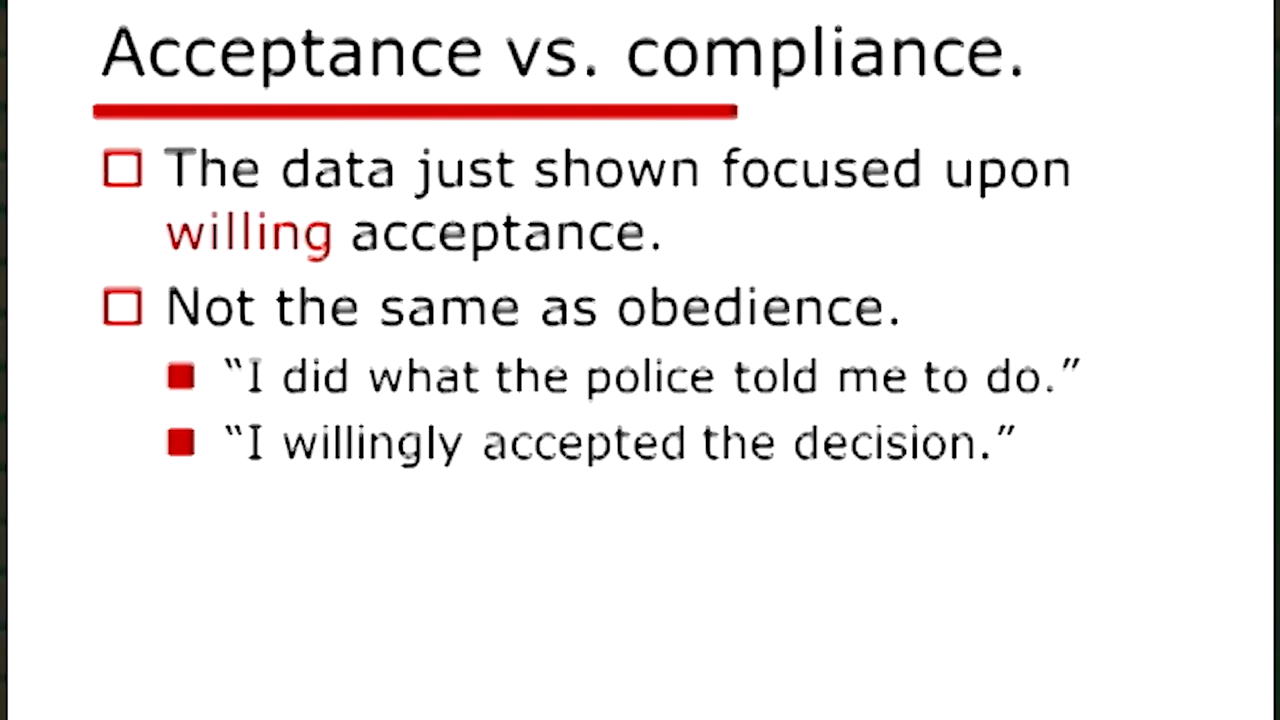 Acceptance vs. compliance.
The data just shown focused upon
willing acceptance.
Not the same as obedience.
“I did what the police told me to do.”
“I willingly accepted the decision.”